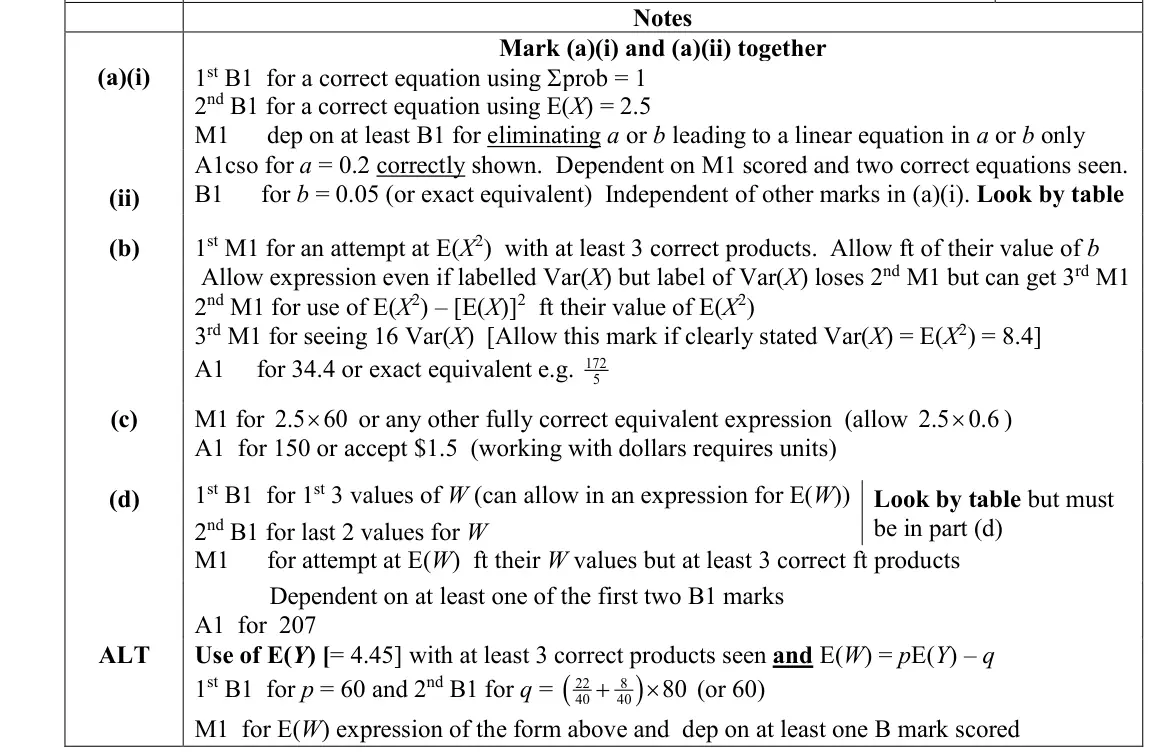 Notes
Mark (a)(i) and (a)(ii) together
(a)(i) 1st B1 for a correct equation using Σprob = 1
2nd B1 for a correct equation using E(X) = 2.5
M1 dep on at least B1 for eliminating a or b leading to a linear equation in a or b only
A1cso for a = 0.2 correctly shown. Dependent on M1 scored and two correct equations seen.
(ii) B1 for b = 0.05 (or exact equivalent) Independent of other marks in (a)(i). Look by table
(b) 1st M1 for an attempt at E(X²) with at least 3 correct products. Allow ft of their value of b
Allow expression even if labelled Var(X) but label of Var(X) loses 2nd M1 but can get 3rd M1
2nd M1 for use of E(X²) – [E(X)]² ft their value of E(X²)
3rd M1 for seeing 16 Var(X) [Allow this mark if clearly stated Var(X) = E(X²) = 8.4]
A1 for 34.4 or exact equivalent e.g. 172/5
(c) M1 for 2.5×60 or any other fully correct equivalent expression (allow 2.5×0.6 )
A1 for 150 or accept $1.5 (working with dollars requires units)
(d) 1st B1 for 1st 3 values of W (can allow in an expression for E(W)) Look by table but must
2nd B1 for last 2 values for W be in part (d)
M1 for attempt at E(W) ft their W values but at least 3 correct ft products
Dependent on at least one of the first two B1 marks
A1 for 207
ALT Use of E(Y) [= 4.45] with at least 3 correct products seen and E(W) = pE(Y) – q
1st B1 for p = 60 and 2nd B1 for q = (22/40 + 8/40)×80 (or 60)
M1 for E(W) expression of the form above and dep on at least one B mark scored